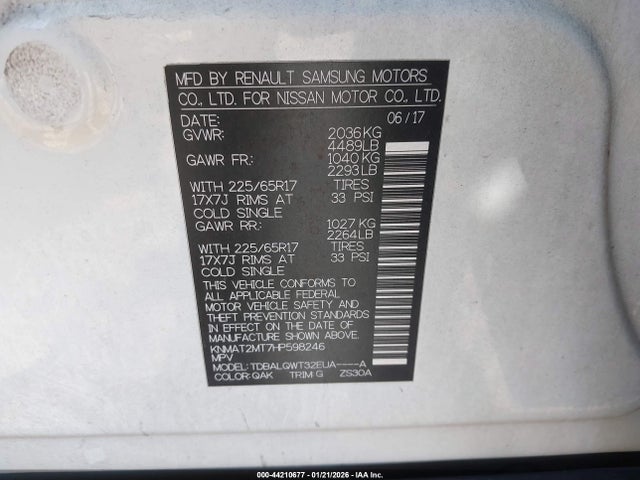 MFD BY RENAULT SAMSUNG MOTORS
CO., LTD. FOR NISSAN MOTOR CO., LTD.
DATE: 06/17
GVWR: 2036KG
4489LB
GAWR FR: 1040 KG
2293LB
WITH 225/65R17 TIRES
17X7J RIMS AT 33 PSI
COLD SINGLE
GAWR RR: 1027 KG
2264LB
WITH 225/65R17 TIRES
17X7J RIMS AT 33 PSI
COLD SINGLE
THIS VEHICLE CONFORMS TO
ALL APPLICABLE FEDERAL
MOTOR VEHICLE SAFETY AND
THEFT PREVENTION STANDARDS
IN EFFECT ON THE DATE OF
MANUFACTURE SHOWN ABOVE.
KNMAT2MT7HP598246
MPV
MODEL: TDBALQWT32EUA----A
COLOR: QAK TRIM G ZS30A
000-44210677 - 01/21/2026 - IAA Inc.